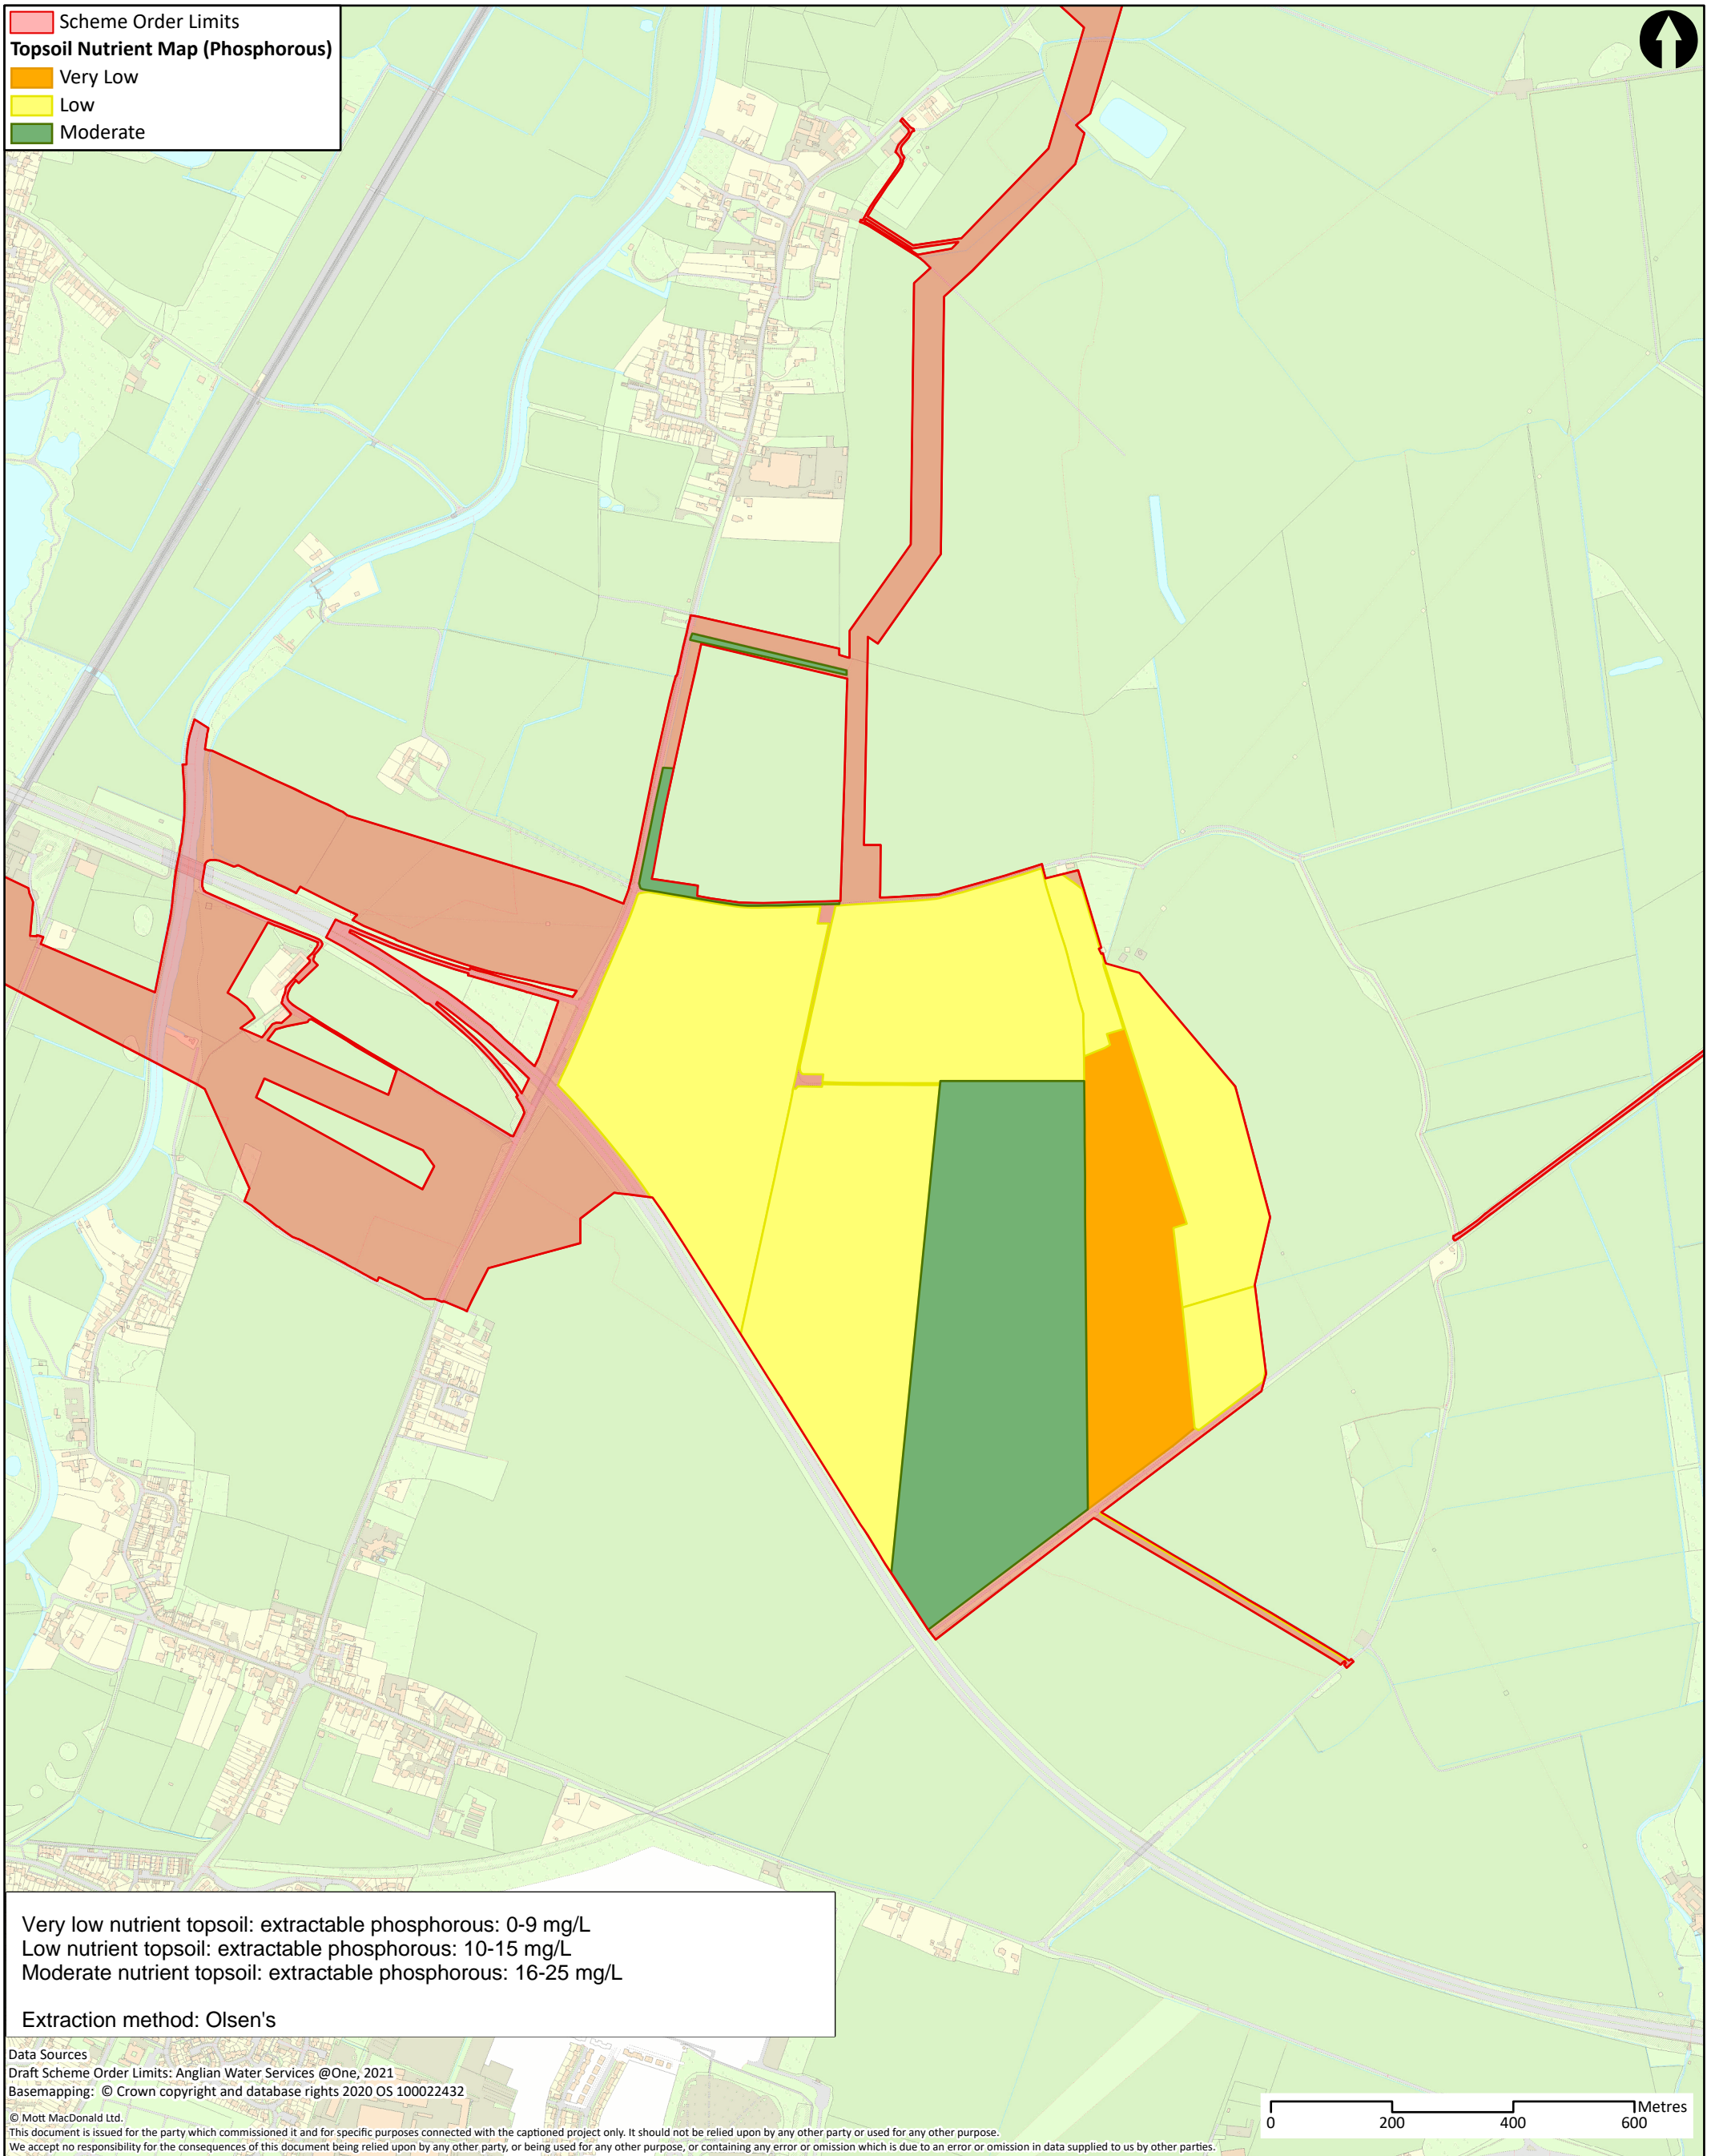 Scheme Order Limits
Topsoil Nutrient Map (Phosphorous)
Very Low
Low
Moderate
Very low nutrient topsoil: extractable phosphorous: 0-9 mg/L
Low nutrient topsoil: extractable phosphorous: 10-15 mg/L
Moderate nutrient topsoil: extractable phosphorous: 16-25 mg/L
Extraction method: Olsen's
Data Sources
Draft Scheme Order Limits: Anglian Water Services @One, 2021
Basemapping: © Crown copyright and database rights 2020 OS 100022432
© Mott MacDonald Ltd.
This document is issued for the party which commissioned it and for specific purposes connected with the captioned project only. It should not be relied upon by any other party or used for any other purpose.
We accept no responsibility for the consequences of this document being relied upon by any other party, or being used for any other purpose, or containing any error or omission which is due to an error or omission in data supplied to us by other parties.
Metres
0 200 400 600